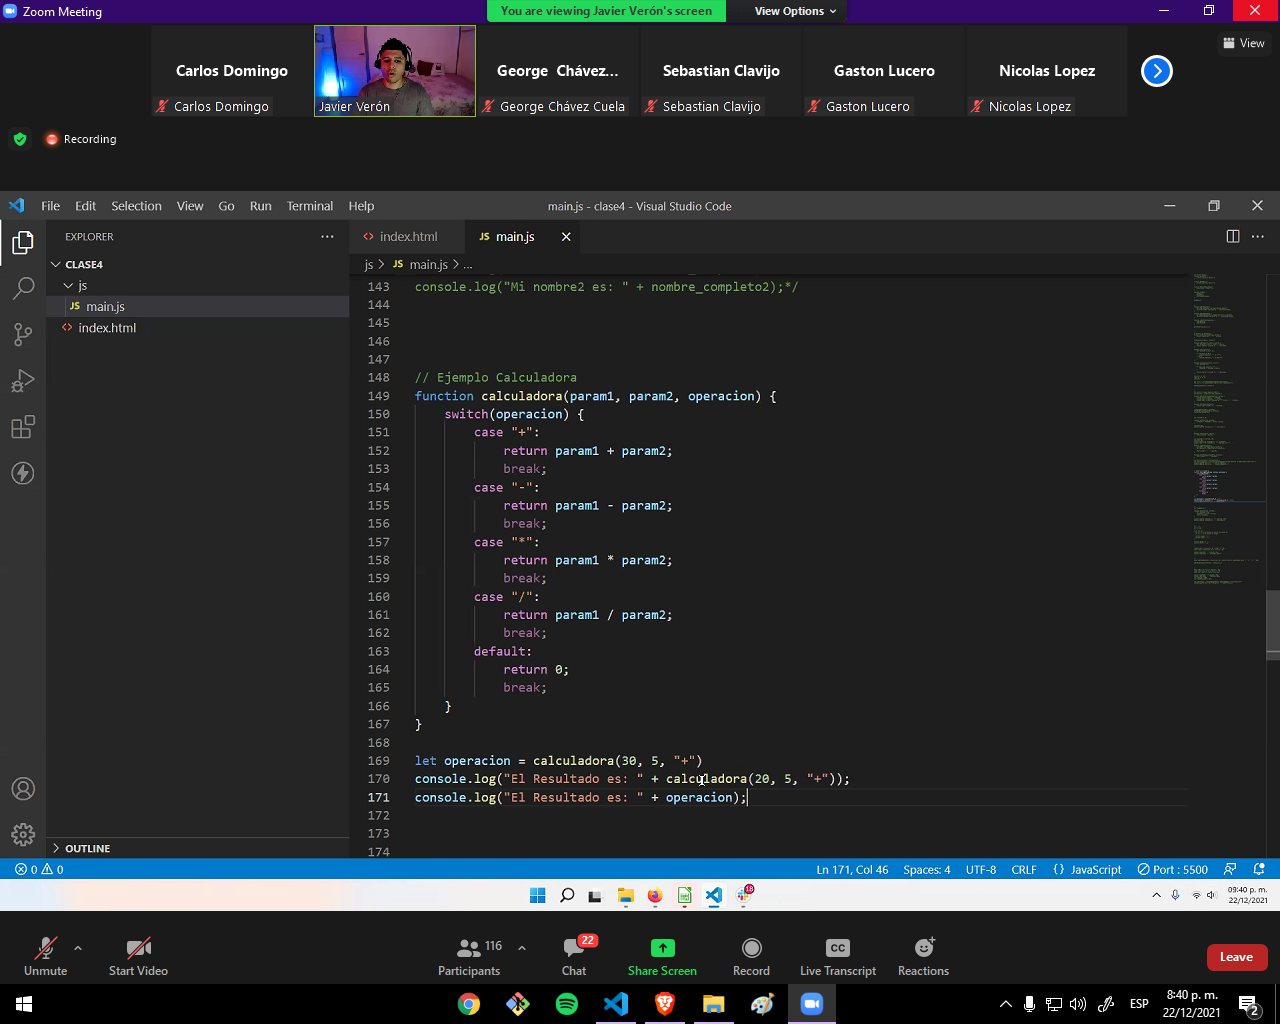 Zoom Meeting
You are viewing Javier Verón's screen
View Options
Carlos Domingo
George Chávez...
Sebastian Clavijo
Gaston Lucero
Nicolas Lopez
View
Carlos Domingo
Javier Verón
George Chávez Cuela
Sebastian Clavijo
Gaston Lucero
Nicolas Lopez
Recording
File Edit Selection View Go Run Terminal Help
main.js - clase4 - Visual Studio Code
EXPLORER
index.html
JS main.js
CLASE4
js > JS main.js > ...
js
JS main.js
index.html
143 console.log("Mi nombre2 es: " + nombre_completo2);*/
144
145
146
147
148 // Ejemplo Calculadora
149 function calculadora(param1, param2, operacion) {
150 switch(operacion) {
151 case "+":
152 return param1 + param2;
153 break;
154 case "-":
155 return param1 - param2;
156 break;
157 case "*":
158 return param1 * param2;
159 break;
160 case "/":
161 return param1 / param2;
162 break;
163 default:
164 return 0;
165 break;
166 }
167 }
168
169 let operacion = calculadora(30, 5, "+")
170 console.log("El Resultado es: " + calculadora(20, 5, "+"));
171 console.log("El Resultado es: " + operacion);
172
173
174
OUTLINE
0 0
Ln 171, Col 46 Spaces: 4 UTF-8 CRLF {} JavaScript Port : 5500
18
09:40 p. m.
22/12/2021
Unmute
Start Video
116
Participants
22
Chat
Share Screen
Record
CC
Live Transcript
Reactions
Leave
ESP
8:40 p. m.
22/12/2021
2